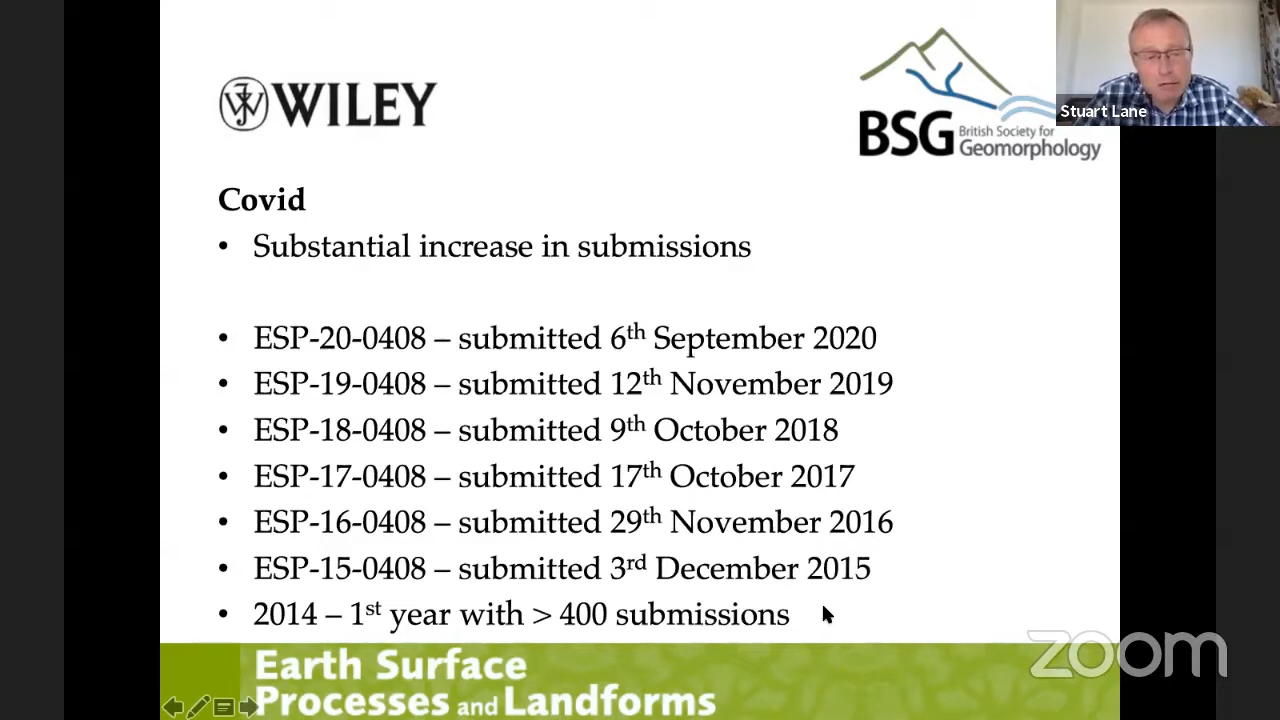 WILEY
BSG British Society for
Geomorphology
Stuart Lane
Covid
• Substantial increase in submissions
• ESP-20-0408 – submitted 6th September 2020
• ESP-19-0408 – submitted 12th November 2019
• ESP-18-0408 – submitted 9th October 2018
• ESP-17-0408 – submitted 17th October 2017
• ESP-16-0408 – submitted 29th November 2016
• ESP-15-0408 – submitted 3rd December 2015
• 2014 – 1st year with > 400 submissions
Earth Surface
Processes and Landforms
zoom